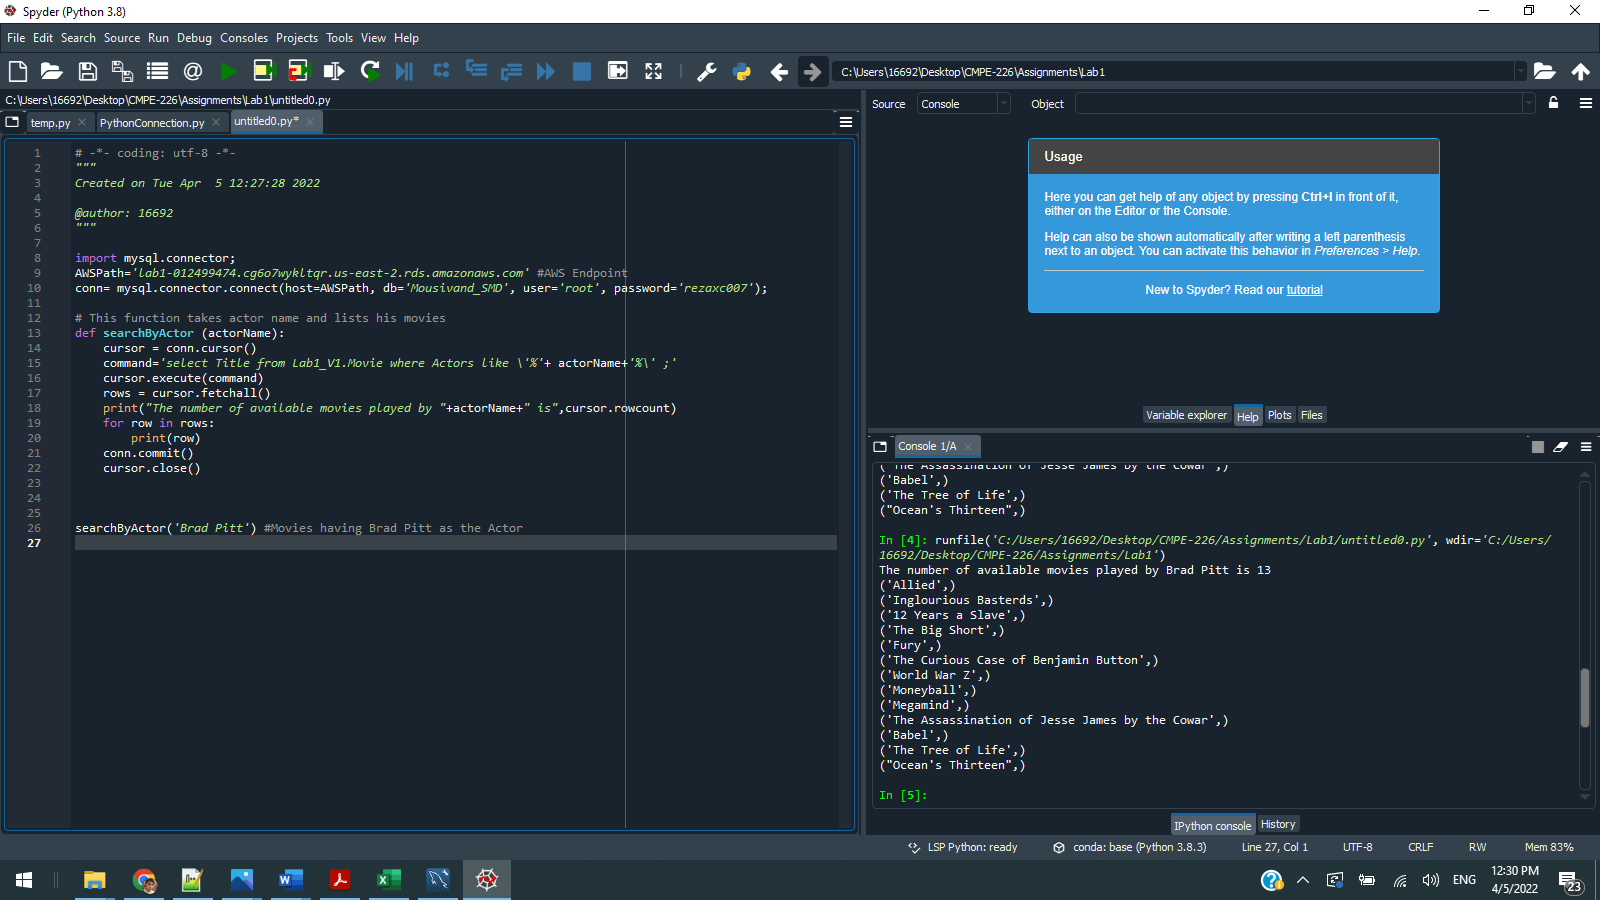 Spyder (Python 3.8)
File Edit Search Source Run Debug Consoles Projects Tools View Help
C:\Users\16692\Desktop\CMPE-226\Assignments\Lab1
C:\Users\16692\Desktop\CMPE-226\Assignments\Lab1\untitled0.py
temp.py PythonConnection.py untitled0.py*
1 # -*- coding: utf-8 -*-
2 """
3 Created on Tue Apr  5 12:27:28 2022
4
5 @author: 16692
6 """
7
8 import mysql.connector;
9 AWSPath='lab1-012499474.cg6o7wykltqr.us-east-2.rds.amazonaws.com' #AWS Endpoint
10 conn= mysql.connector.connect(host=AWSPath, db='Mousivand_SMD', user='root', password='rezaxc007');
11
12 # This function takes actor name and lists his movies
13 def searchByActor (actorName):
14     cursor = conn.cursor()
15     command='select Title from Lab1_V1.Movie where Actors like \'%'+ actorName+'%\' ;'
16     cursor.execute(command)
17     rows = cursor.fetchall()
18     print("The number of available movies played by "+actorName+" is",cursor.rowcount)
19     for row in rows:
20         print(row)
21     conn.commit()
22     cursor.close()
23
24
25
26 searchByActor('Brad Pitt') #Movies having Brad Pitt as the Actor
27
Source Console Object
Usage
Here you can get help of any object by pressing Ctrl+I in front of it,
either on the Editor or the Console.
Help can also be shown automatically after writing a left parenthesis
next to an object. You can activate this behavior in Preferences > Help.
New to Spyder? Read our tutorial
Variable explorer Help Plots Files
Console 1/A
('The Assassination of Jesse James by the Cowar',)
('Babel',)
('The Tree of Life',)
("Ocean's Thirteen",)
In [4]: runfile('C:/Users/16692/Desktop/CMPE-226/Assignments/Lab1/untitled0.py', wdir='C:/Users/
16692/Desktop/CMPE-226/Assignments/Lab1')
The number of available movies played by Brad Pitt is 13
('Allied',)
('Inglourious Basterds',)
('12 Years a Slave',)
('The Big Short',)
('Fury',)
('The Curious Case of Benjamin Button',)
('World War Z',)
('Moneyball',)
('Megamind',)
('The Assassination of Jesse James by the Cowar',)
('Babel',)
('The Tree of Life',)
("Ocean's Thirteen",)
In [5]:
IPython console History
LSP Python: ready conda: base (Python 3.8.3) Line 27, Col 1 UTF-8 CRLF RW Mem 83%
ENG 12:30 PM
4/5/2022 23